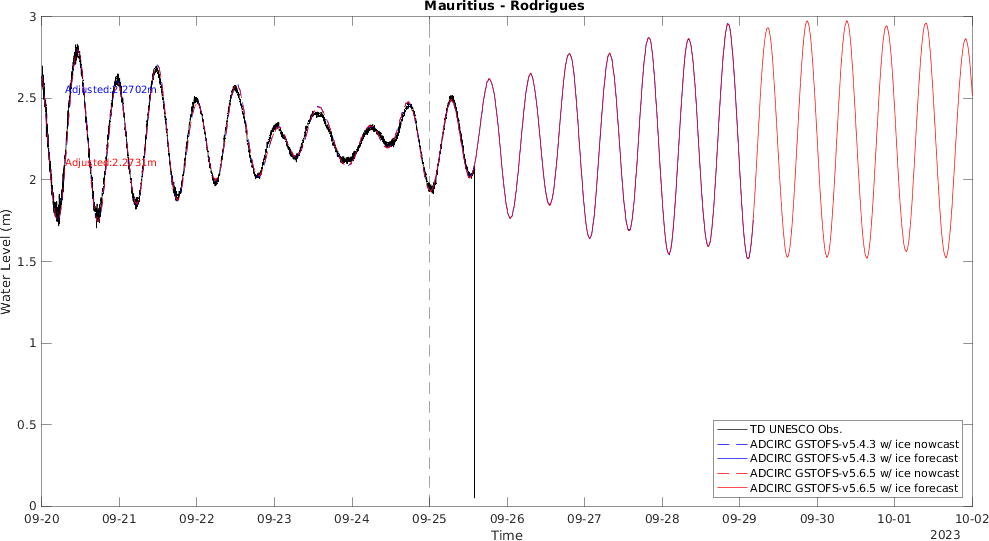 Mauritius - Rodrigues
Water Level (m)
3
2.5
2
1.5
1
0.5
0
Adjusted:2.2702m
Adjusted:2.2731m
TD UNESCO Obs.
ADCIRC GSTOFS-v5.4.3 w/ ice nowcast
ADCIRC GSTOFS-v5.4.3 w/ ice forecast
ADCIRC GSTOFS-v5.6.5 w/ ice nowcast
ADCIRC GSTOFS-v5.6.5 w/ ice forecast
09-20 09-21 09-22 09-23 09-24 09-25 09-26 09-27 09-28 09-29 09-30 10-01 10-02
Time
2023